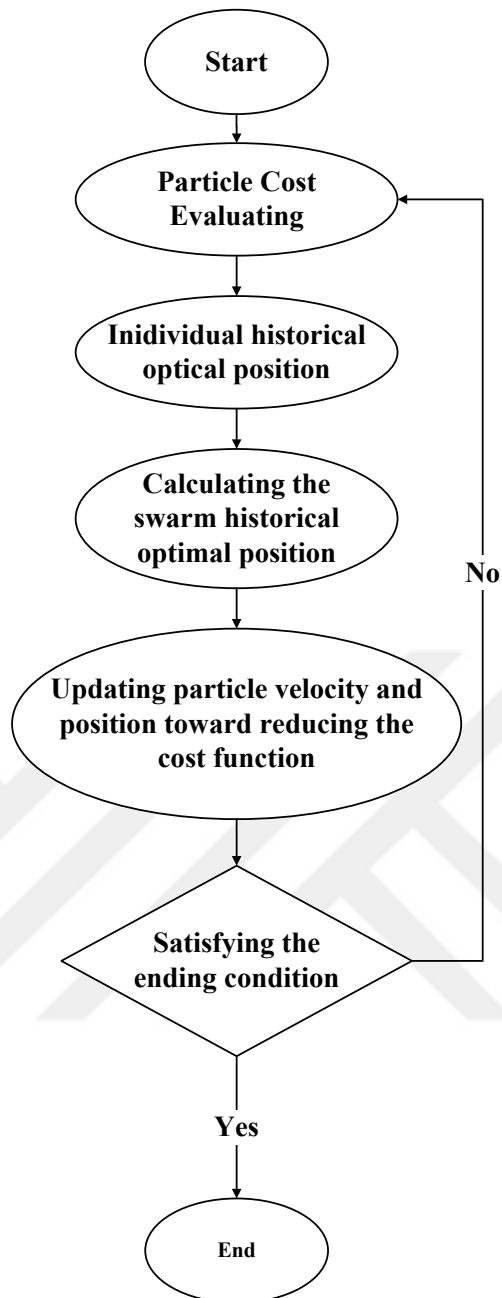 Start
Particle Cost
Evaluating
Inidividual historical
optical position
Calculating the
swarm historical
optimal position
No
Updating particle velocity and
position toward reducing the
cost function
Satisfying the
ending condition
Yes
End